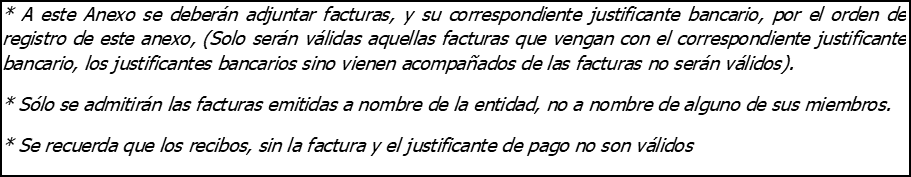 * A este Anexo se deberán adjuntar facturas, y su correspondiente justificante bancario, por el orden de
registro de este anexo, (Solo serán válidas aquellas facturas que vengan con el correspondiente justificante
bancario, los justificantes bancarios sino vienen acompañados de las facturas no serán válidos).
* Sólo se admitirán las facturas emitidas a nombre de la entidad, no a nombre de alguno de sus miembros.
* Se recuerda que los recibos, sin la factura y el justificante de pago no son válidos